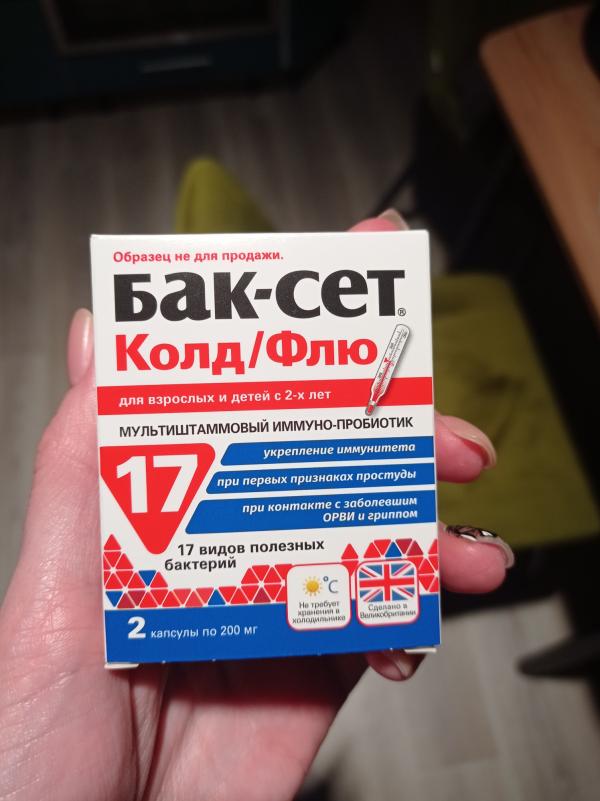 Образец не для продажи.
Бак-сет®
Колд/Флю
для взрослых и детей с 2-х лет
МУЛЬТИШТАММОВЫЙ ИММУНО-ПРОБИОТИК
17
укрепление иммунитета
при первых признаках простуды
при контакте с заболевшим
ОРВИ и гриппом
17 видов полезных
бактерий
°C
Не требует
хранения в
холодильнике
Сделано в
Великобритании
2 капсулы по 200 мг